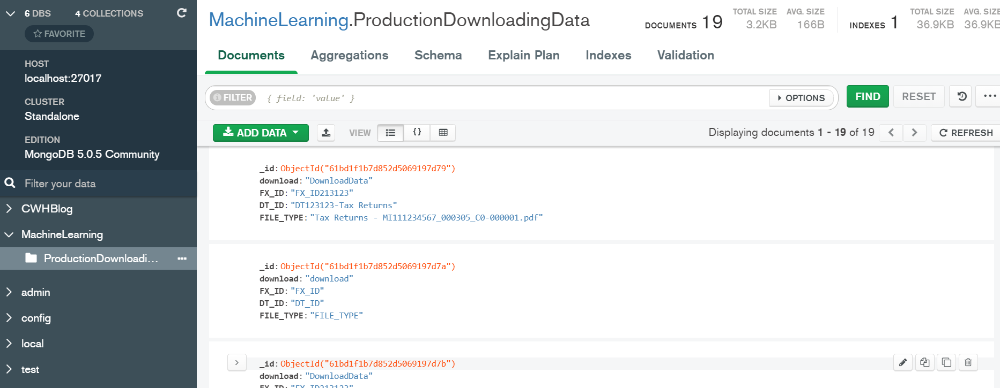 6 DBS 4 COLLECTIONS
FAVORITE
HOST
localhost:27017
CLUSTER
Standalone
EDITION
MongoDB 5.0.5 Community
Filter your data
CWHBlog
MachineLearning
ProductionDownloadi...
admin
config
local
test
MachineLearning.ProductionDownloadingData
DOCUMENTS 19
TOTAL SIZE
3.2KB
AVG. SIZE
166B
INDEXES 1
TOTAL SIZE
36.9KB
AVG. SIZE
36.9KB
Documents Aggregations Schema Explain Plan Indexes Validation
FILTER { field: 'value' } OPTIONS FIND RESET
ADD DATA VIEW {} Displaying documents 1 - 19 of 19 REFRESH
_id: ObjectId("61bd1f1b7d852d5069197d79")
download: "DownloadData"
FX_ID: "FX_ID213123"
DT_ID: "DT123123-Tax Returns"
FILE_TYPE: "Tax Returns - MI111234567_000305_C0-000001.pdf"
_id: ObjectId("61bd1f1b7d852d5069197d7a")
download: "download"
FX_ID: "FX_ID"
DT_ID: "DT_ID"
FILE_TYPE: "FILE_TYPE"
_id: ObjectId("61bd1f1b7d852d5069197d7b")
download: "DownloadData"
FX_ID: "FX_ID213123"